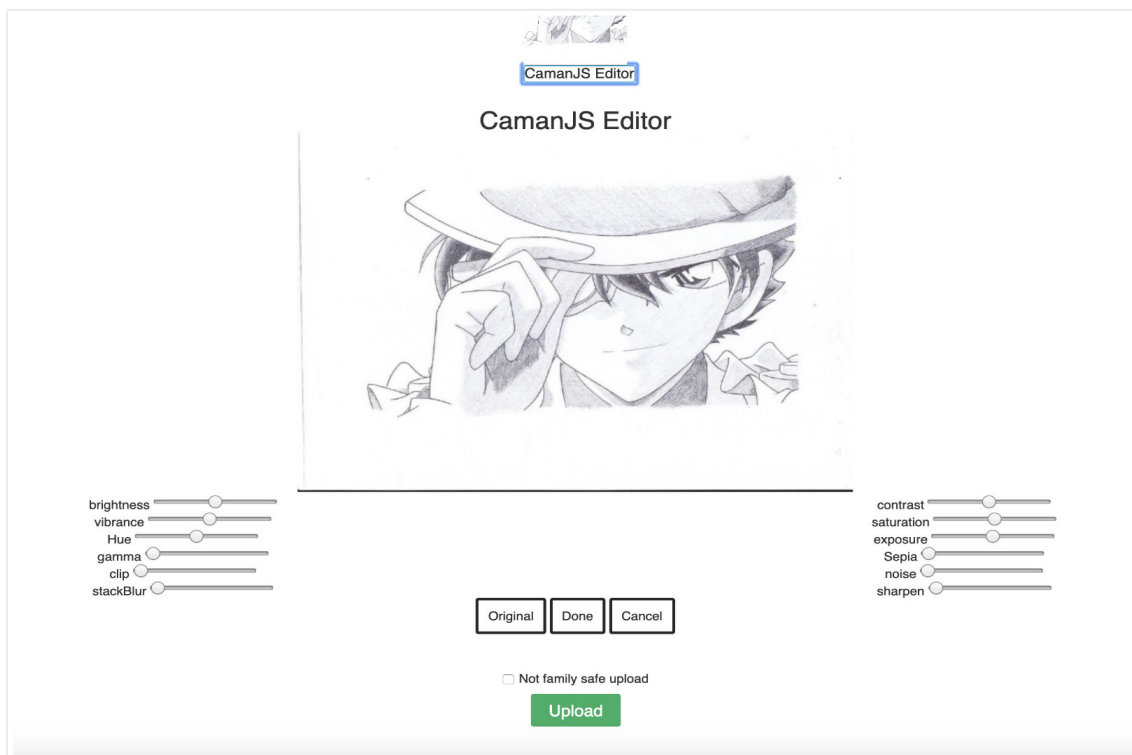 CamanJS Editor
CamanJS Editor
brightness
vibrance
Hue
gamma
clip
stackBlur
contrast
saturation
exposure
Sepia
noise
sharpen
Original Done Cancel
Not family safe upload
Upload